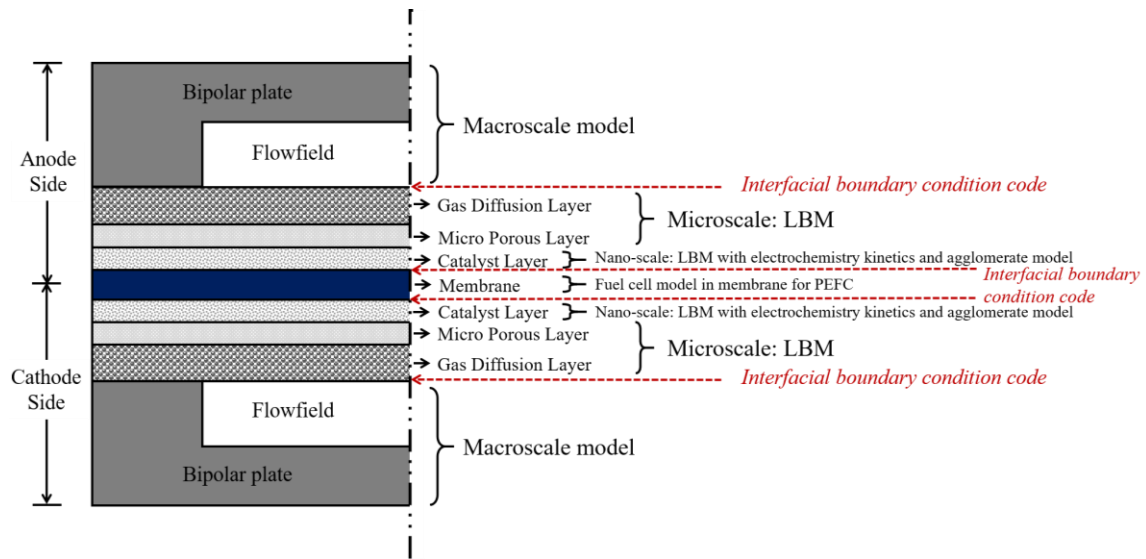 Bipolar plate
Flowfield
Macroscale model
Anode
Side
Interfacial boundary condition code
Gas Diffusion Layer
Microscale: LBM
Micro Porous Layer
Catalyst Layer
Nano-scale: LBM with electrochemistry kinetics and agglomerate model
Membrane
Fuel cell model in membrane for PEFC
Interfacial boundary
condition code
Catalyst Layer
Nano-scale: LBM with electrochemistry kinetics and agglomerate model
Micro Porous Layer
Microscale: LBM
Gas Diffusion Layer
Cathode
Side
Interfacial boundary condition code
Flowfield
Macroscale model
Bipolar plate